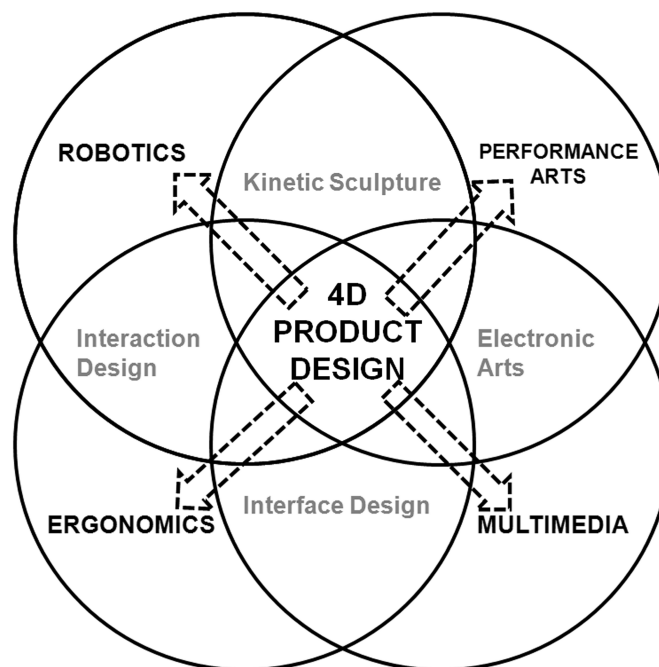 ROBOTICS
PERFORMANCE
ARTS
Kinetic Sculpture
4D
PRODUCT
DESIGN
Interaction
Design
Electronic
Arts
Interface Design
ERGONOMICS
MULTIMEDIA